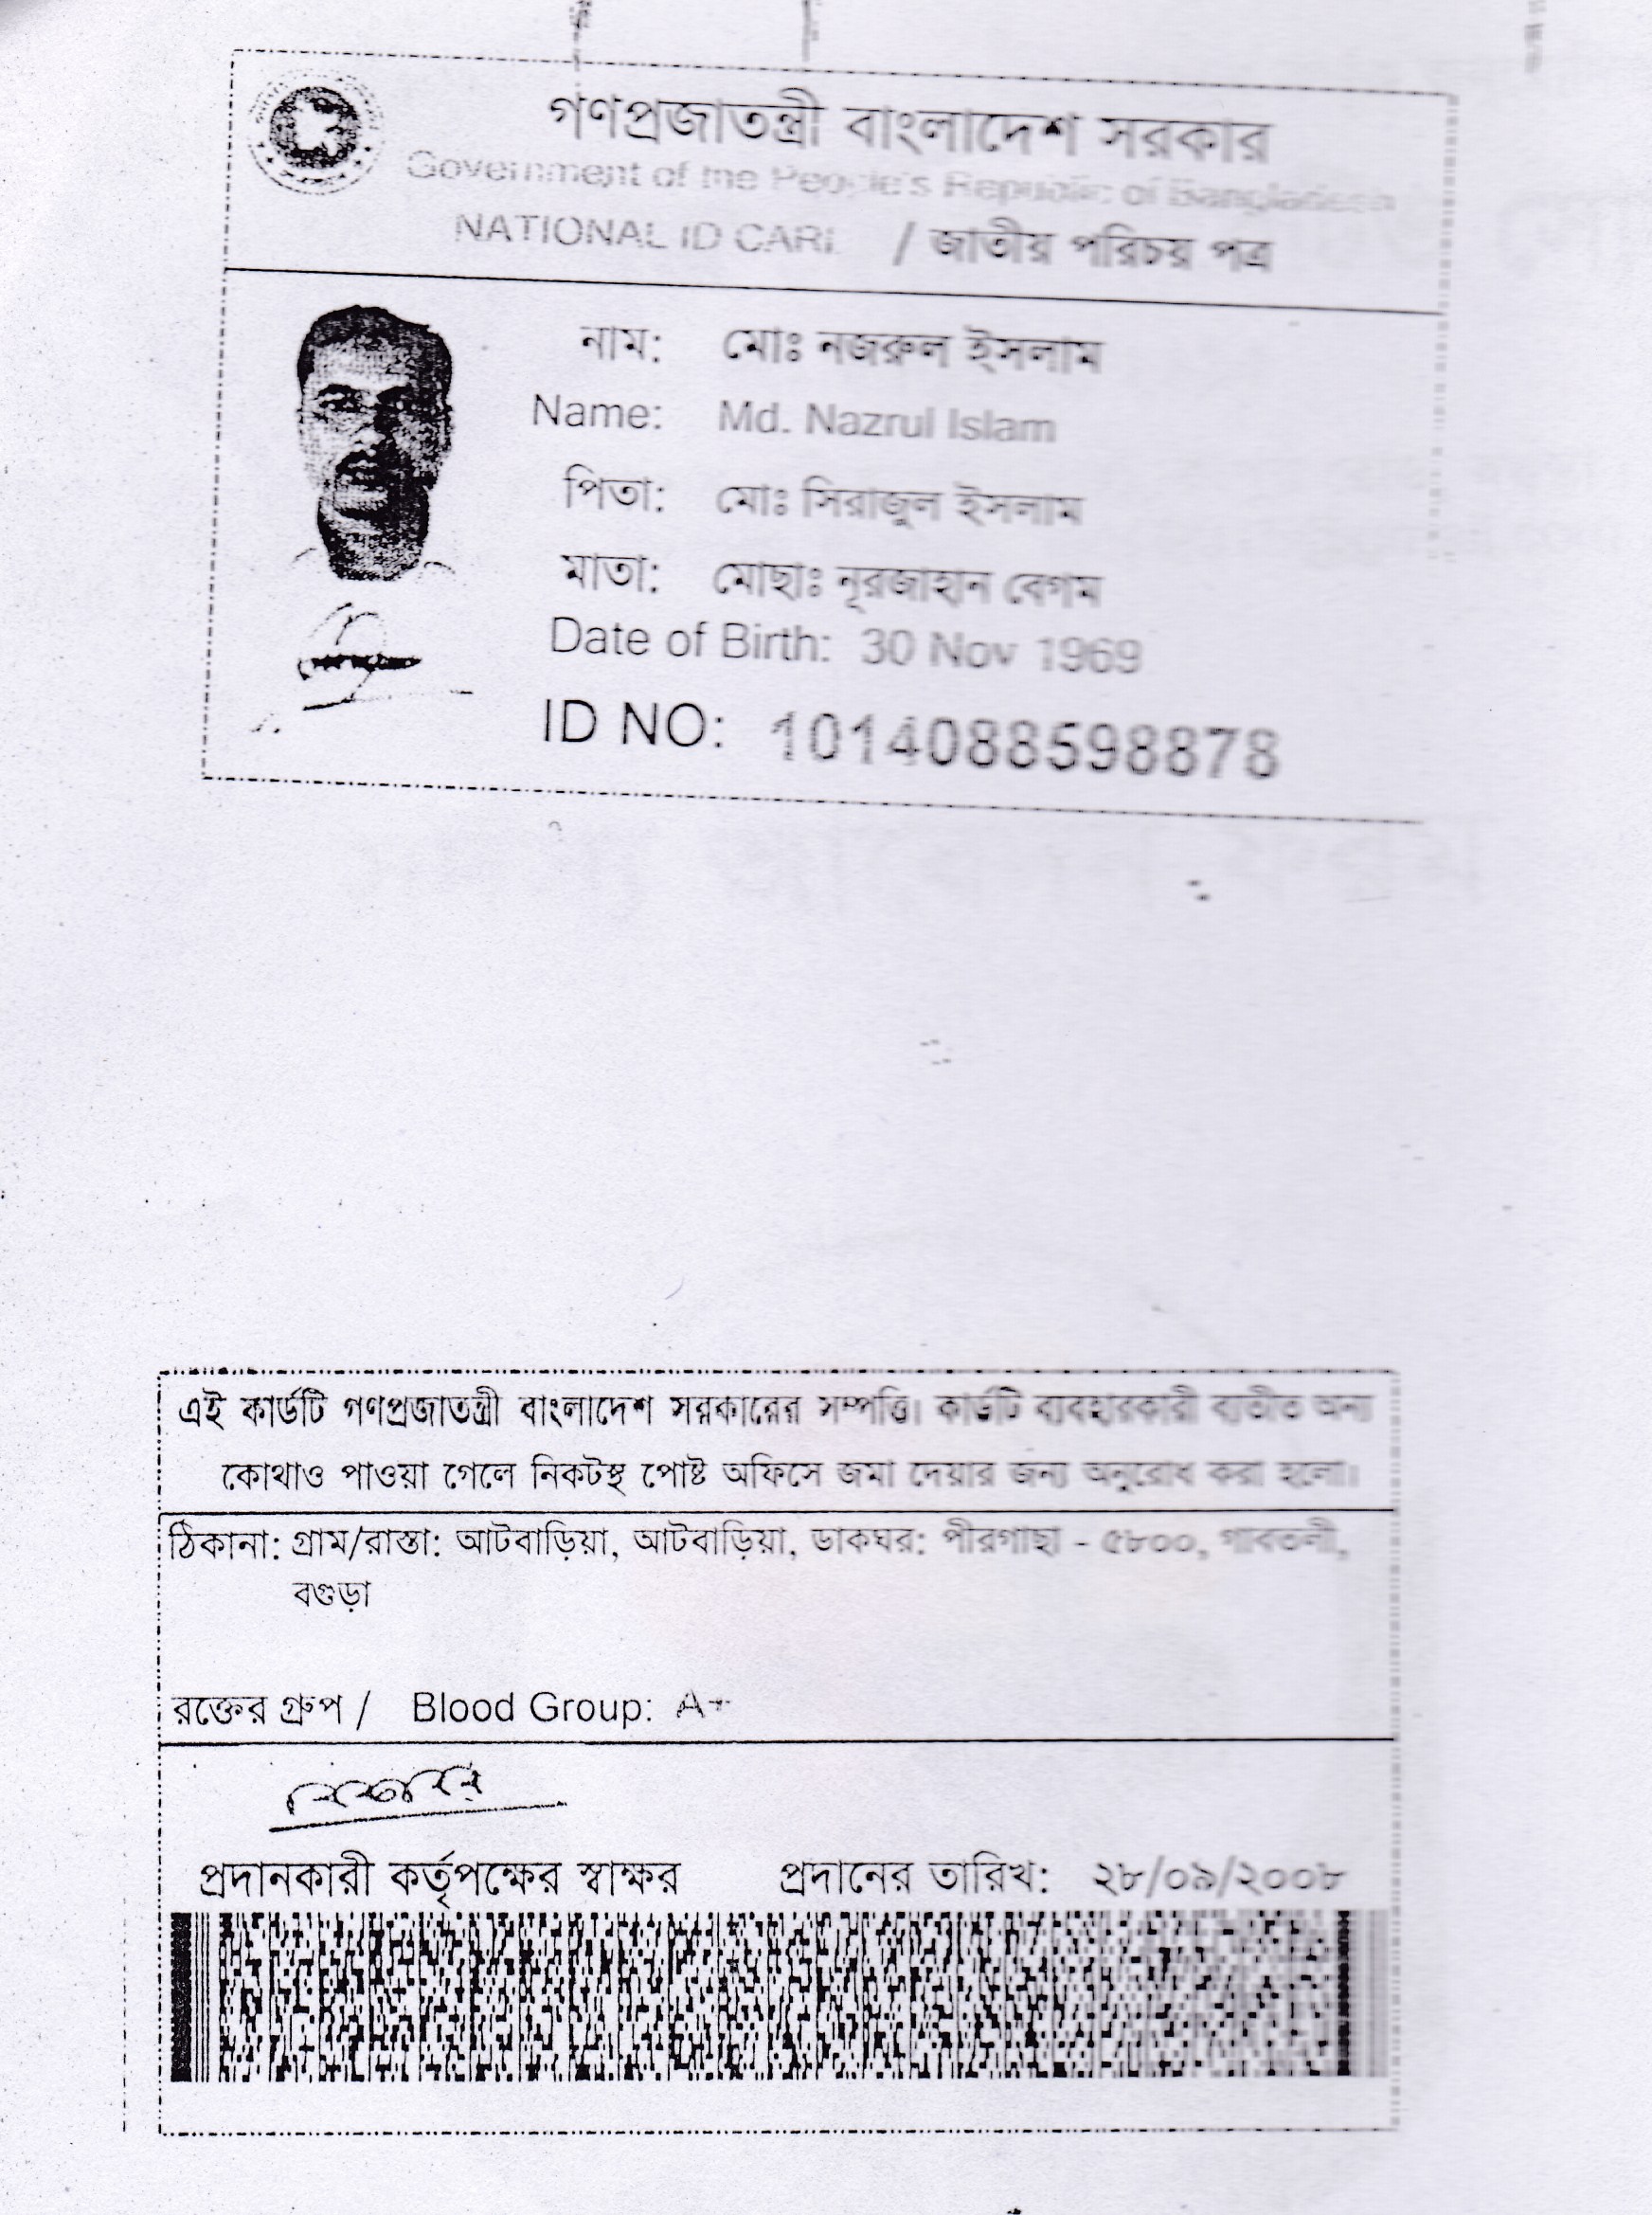 গণপ্রজাতন্ত্রী বাংলাদেশ সরকার
Government of the People's Republic of Bangladesh
NATIONAL ID CARD / জাতীয় পরিচয় পত্র
নাম: মোঃ নজরুল ইসলাম
Name: Md. Nazrul Islam
পিতা: মোঃ সিরাজুল ইসলাম
মাতা: মোছাঃ নূরজাহান বেগম
Date of Birth: 30 Nov 1969
ID NO: 1014088598878
এই কার্ডটি গণপ্রজাতন্ত্রী বাংলাদেশ সরকারের সম্পত্তি। কার্ডটি ব্যবহারকারী ব্যতীত অন্য
কোথাও পাওয়া গেলে নিকটস্থ পোষ্ট অফিসে জমা দেয়ার জন্য অনুরোধ করা হলো।
ঠিকানা: গ্রাম/রাস্তা: আটবাড়িয়া, আটবাড়িয়া, ডাকঘর: পীরগাছা - ৫৮০০, গাবতলী,
বগুড়া
রক্তের গ্রুপ / Blood Group: A+
প্রদানকারী কর্তৃপক্ষের স্বাক্ষর প্রদানের তারিখ: ২৮/০৯/২০০৮